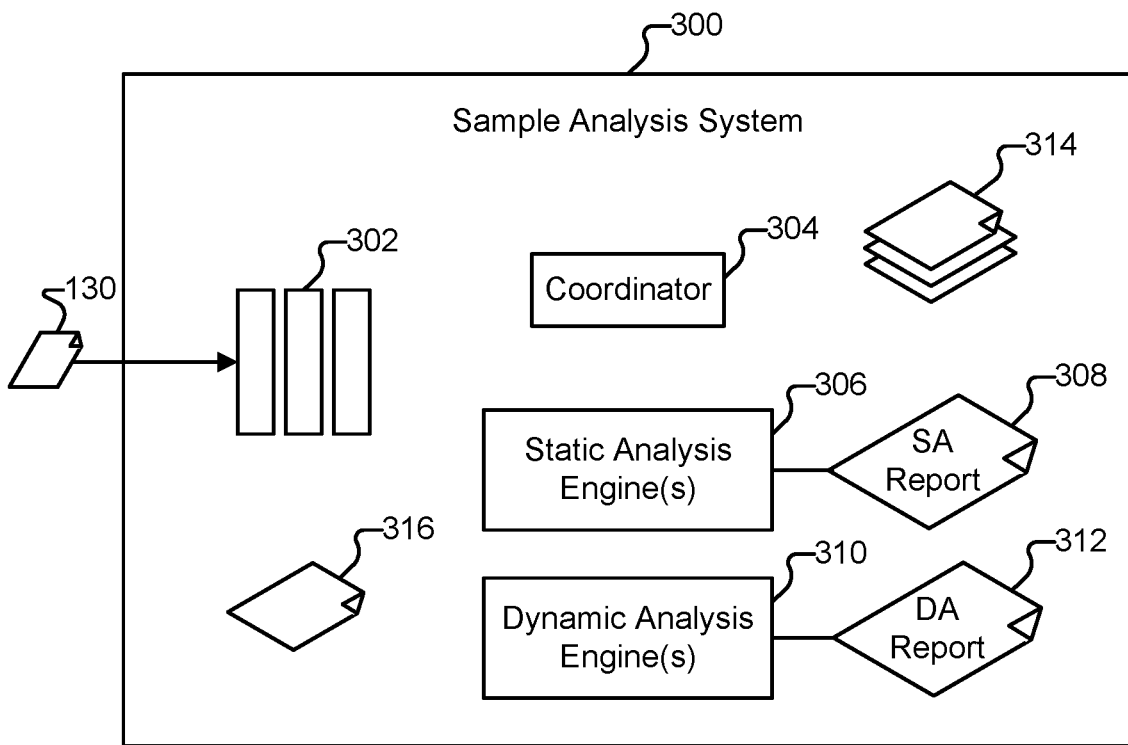 300
Sample Analysis System
314
304
302
Coordinator
130
306
308
Static Analysis
Engine(s)
SA
Report
316
310
312
Dynamic Analysis
Engine(s)
DA
Report